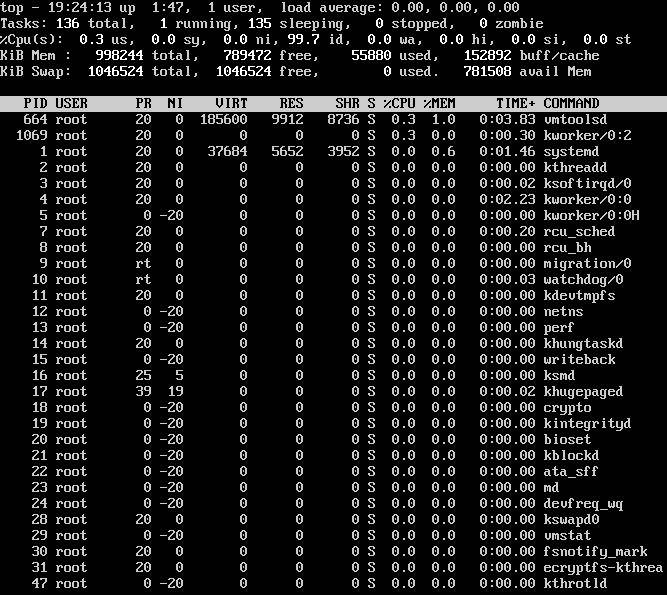 top - 19:24:13 up  1:47,  1 user,  load average: 0.00, 0.00, 0.00
Tasks: 136 total,   1 running, 135 sleeping,   0 stopped,   0 zombie
%Cpu(s):  0.3 us,  0.0 sy,  0.0 ni, 99.7 id,  0.0 wa,  0.0 hi,  0.0 si,  0.0 st
KiB Mem :   998244 total,   789472 free,    55880 used,   152892 buff/cache
KiB Swap:  1046524 total,  1046524 free,        0 used.   781508 avail Mem
PID USER      PR  NI    VIRT    RES    SHR S %CPU %MEM     TIME+ COMMAND
664 root      20   0  185600   9912   8736 S  0.3  1.0   0:03.83 vmtoolsd
1069 root      20   0       0      0      0 S  0.3  0.0   0:00.30 kworker/0:2
1 root      20   0   37684   5652   3952 S  0.0  0.6   0:01.46 systemd
2 root      20   0       0      0      0 S  0.0  0.0   0:00.00 kthreadd
3 root      20   0       0      0      0 S  0.0  0.0   0:00.02 ksoftirqd/0
4 root      20   0       0      0      0 S  0.0  0.0   0:02.23 kworker/0:0
5 root       0 -20       0      0      0 S  0.0  0.0   0:00.00 kworker/0:0H
7 root      20   0       0      0      0 S  0.0  0.0   0:00.20 rcu_sched
8 root      20   0       0      0      0 S  0.0  0.0   0:00.00 rcu_bh
9 root      rt   0       0      0      0 S  0.0  0.0   0:00.00 migration/0
10 root      rt   0       0      0      0 S  0.0  0.0   0:00.03 watchdog/0
11 root      20   0       0      0      0 S  0.0  0.0   0:00.00 kdevtmpfs
12 root       0 -20       0      0      0 S  0.0  0.0   0:00.00 netns
13 root       0 -20       0      0      0 S  0.0  0.0   0:00.00 perf
14 root      20   0       0      0      0 S  0.0  0.0   0:00.00 khungtaskd
15 root       0 -20       0      0      0 S  0.0  0.0   0:00.00 writeback
16 root      25   5       0      0      0 S  0.0  0.0   0:00.00 ksmd
17 root      39  19       0      0      0 S  0.0  0.0   0:00.02 khugepaged
18 root       0 -20       0      0      0 S  0.0  0.0   0:00.00 crypto
19 root       0 -20       0      0      0 S  0.0  0.0   0:00.00 kintegrityd
20 root       0 -20       0      0      0 S  0.0  0.0   0:00.00 bioset
21 root       0 -20       0      0      0 S  0.0  0.0   0:00.00 kblockd
22 root       0 -20       0      0      0 S  0.0  0.0   0:00.00 ata_sff
23 root       0 -20       0      0      0 S  0.0  0.0   0:00.00 md
24 root       0 -20       0      0      0 S  0.0  0.0   0:00.00 devfreq_wq
28 root      20   0       0      0      0 S  0.0  0.0   0:00.00 kswapd0
29 root       0 -20       0      0      0 S  0.0  0.0   0:00.00 vmstat
30 root      20   0       0      0      0 S  0.0  0.0   0:00.00 fsnotify_mark
31 root      20   0       0      0      0 S  0.0  0.0   0:00.00 ecryptfs-kthrea
47 root       0 -20       0      0      0 S  0.0  0.0   0:00.00 kthrotld